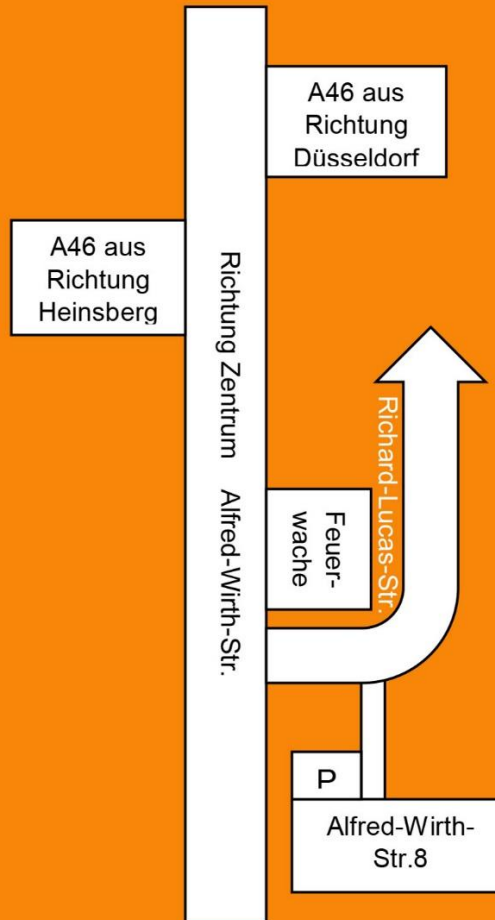 A46 aus
Richtung
Düsseldorf
A46 aus
Richtung
Heinsberg
Richtung Zentrum Alfred-Wirth-Str.
Richard-Lucas-Str.
Feuer-
wache
P
Alfred-Wirth-
Str.8